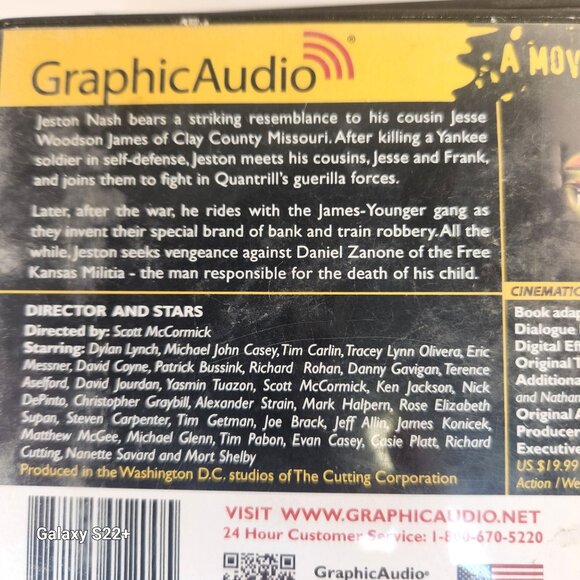 GraphicAudio®
A MOV
Jeston Nash bears a striking resemblance to his cousin Jesse
Woodson James of Clay County Missouri. After killing a Yankee
soldier in self-defense, Jeston meets his cousins, Jesse and Frank,
and joins them to fight in Quantrill's guerilla forces.
Later, after the war, he rides with the James-Younger gang as
they invent their special brand of bank and train robbery. All the
while, Jeston seeks vengeance against Daniel Zanone of the Free
Kansas Militia - the man responsible for the death of his child.
DIRECTOR AND STARS
Directed by: Scott McCormick
Starring: Dylan Lynch, Michael John Casey, Tim Carlin, Tracey Lynn Olivera, Eric
Messner, David Coyne, Patrick Bussink, Richard Rohan, Danny Gavigan, Terence
Aselford, David Jourdan, Yasmin Tuazon, Scott McCormick, Ken Jackson, Nick
DePinto, Christopher Graybill, Alexander Strain, Mark Halpern, Rose Elizabeth
Supan, Steven Carpenter, Tim Getman, Joe Brack, Jeff Allin, James Konicek,
Matthew McGee, Michael Glenn, Tim Pabon, Evan Casey, Casie Platt, Richard
Cutting, Nanette Savard and Mort Shelby
Produced in the Washington D.C. studios of The Cutting Corporation
CINEMATIC
Book adap
Dialogue
Digital Eff
Original T
Additiona
and Nathan
Original A
Producer
Executive
US $19.99
Action / We
VISIT WWW.GRAPHICAUDIO.NET
24 Hour Customer Service: 1-800-670-5220
GraphicAudio®
Galaxy S22+